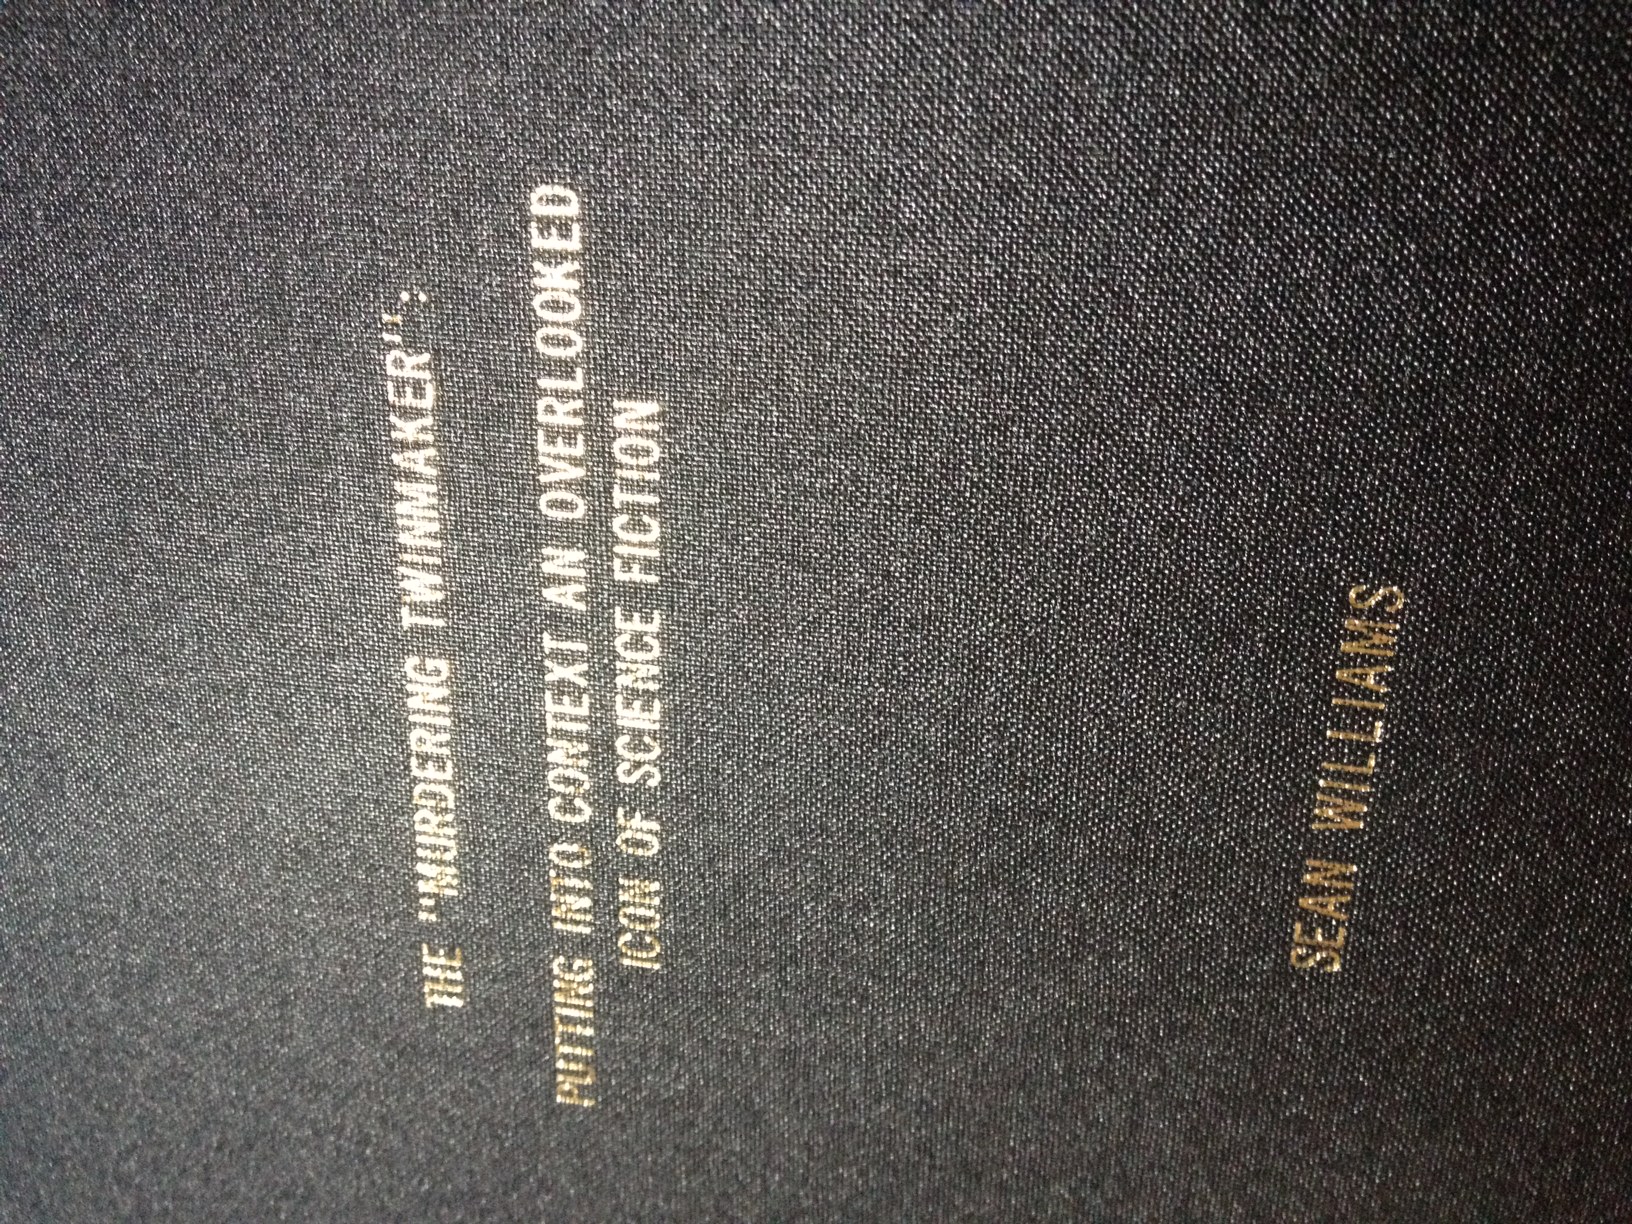 THE "MURDERING TWINMAKER":
PUTTING INTO CONTEXT AN OVERLOOKED
ICON OF SCIENCE FICTION
SEAN WILLIAMS